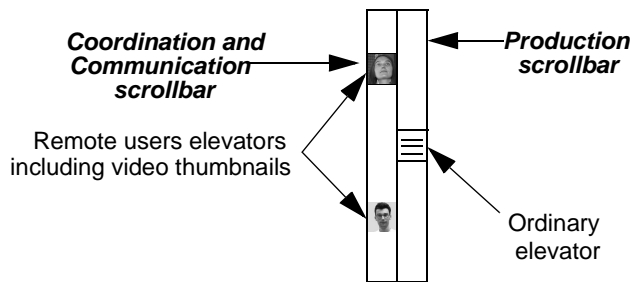 Coordination and
Communication
scrollbar
Production
scrollbar
Remote users elevators
including video thumbnails
Ordinary
elevator